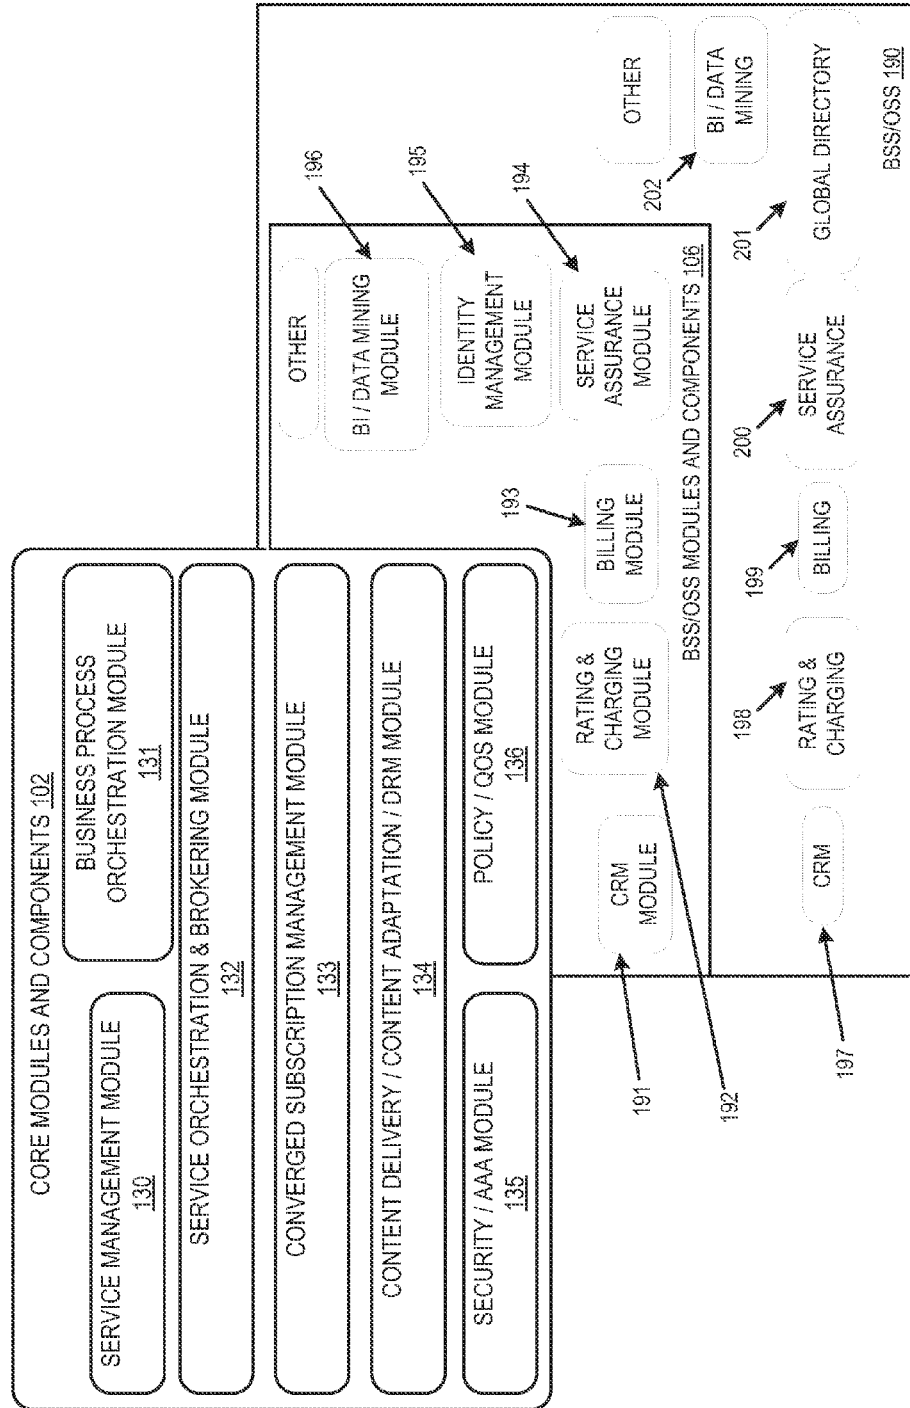 CORE MODULES AND COMPONENTS 102
SERVICE MANAGEMENT MODULE
130
BUSINESS PROCESS
ORCHESTRATION MODULE
131
SERVICE ORCHESTRATION & BROKERING MODULE
132
CONVERGED SUBSCRIPTION MANAGEMENT MODULE
133
CONTENT DELIVERY / CONTENT ADAPTATION / DRM MODULE
134
SECURITY / AAA MODULE
135
POLICY / QOS MODULE
136
OTHER
BI / DATA MINING
MODULE
196
IDENTITY
MANAGEMENT
MODULE
195
SERVICE
ASSURANCE
MODULE
194
BILLING
MODULE
193
RATING &
CHARGING
MODULE
192
CRM
MODULE
191
BSS/OSS MODULES AND COMPONENTS 106
OTHER
BI / DATA
MINING
202
CRM
197
RATING &
CHARGING
198
BILLING
199
SERVICE
ASSURANCE
200
GLOBAL DIRECTORY
201
BSS/OSS 190